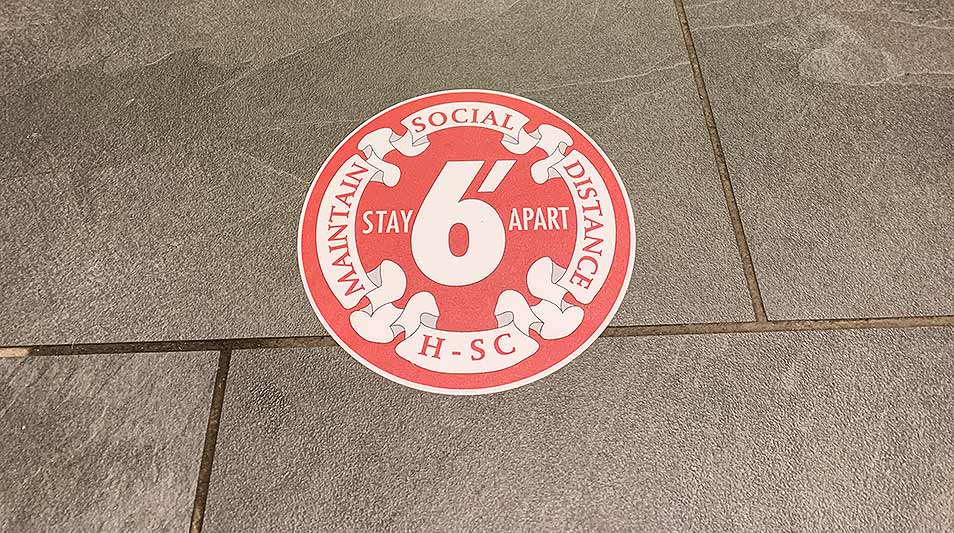 MAINTAIN SOCIAL DISTANCE
STAY 6' APART
H-SC